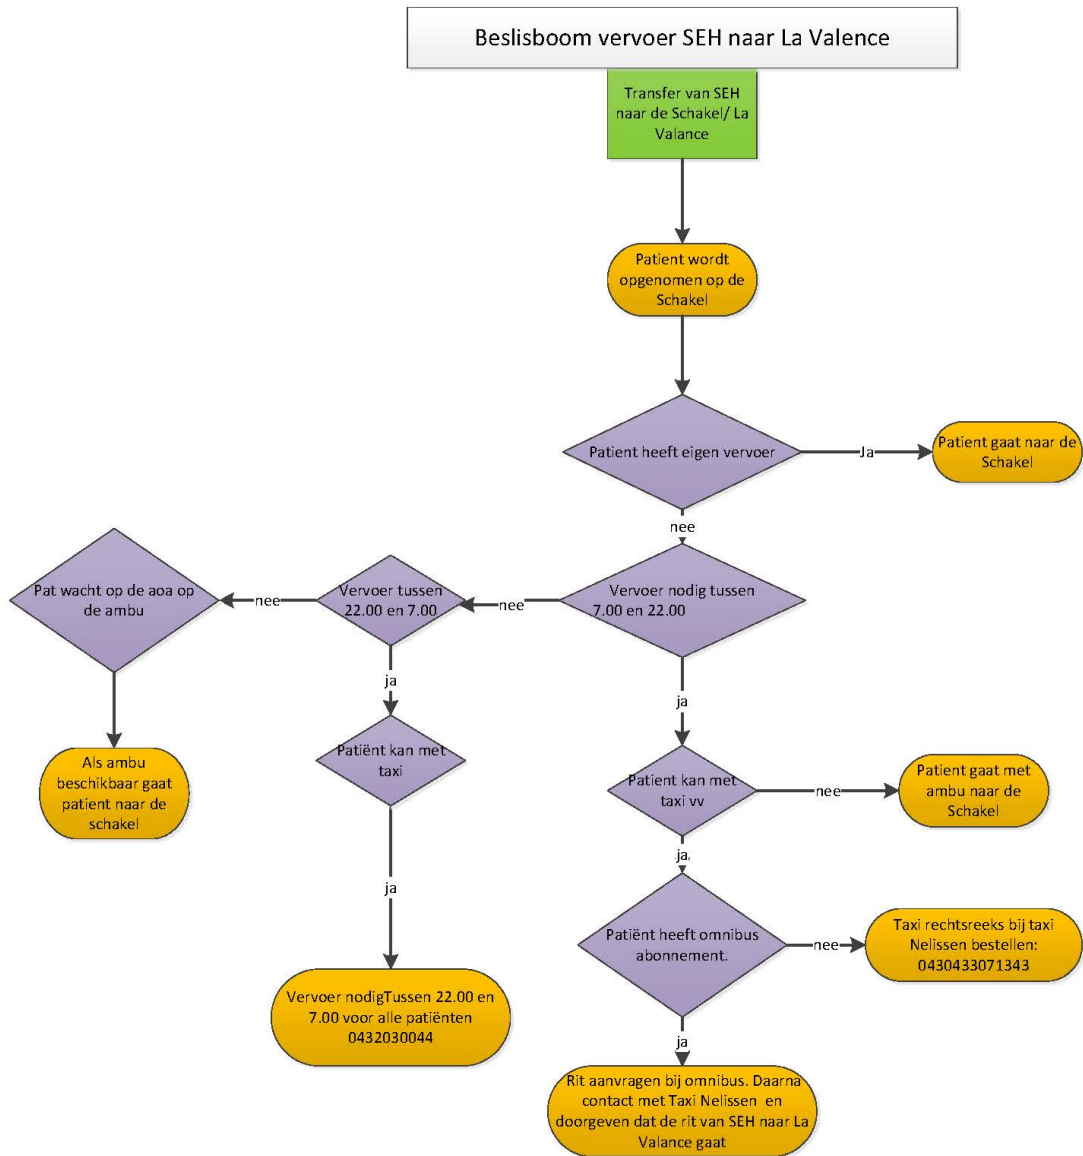 Beslisboom vervoer SEH naar La Valence
Transfer van SEH
naar de Schakel/ La
Valance
Patient wordt
opgenomen op de
Schakel
Patient heeft eigen vervoer
Ja
Patient gaat naar de
Schakel
nee
Vervoer nodig tussen
7.00 en 22.00
nee
Vervoer tussen
22.00 en 7.00
nee
Pat wacht op de aoa op
de ambu
Als ambu
beschikbaar gaat
patient naar de
schakel
ja
Patiënt kan met
taxi
ja
Vervoer nodigTussen 22.00 en
7.00 voor alle patiënten
0432030044
ja
Patient kan met
taxi vv
nee
Patient gaat met
ambu naar de
Schakel
ja
Patiënt heeft omnibus
abonnement.
nee
Taxi rechtsreeks bij taxi
Nelissen bestellen:
0430433071343
ja
Rit aanvragen bij omnibus. Daarna
contact met Taxi Nelissen en
doorgeven dat de rit van SEH naar La
Valance gaat